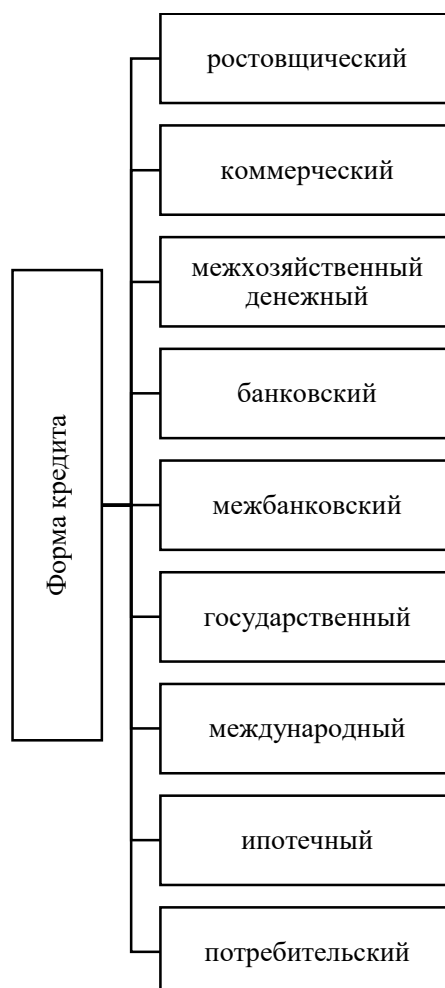 Форма кредита
ростовщический
коммерческий
межхозяйственный
денежный
банковский
межбанковский
государственный
международный
ипотечный
потребительский